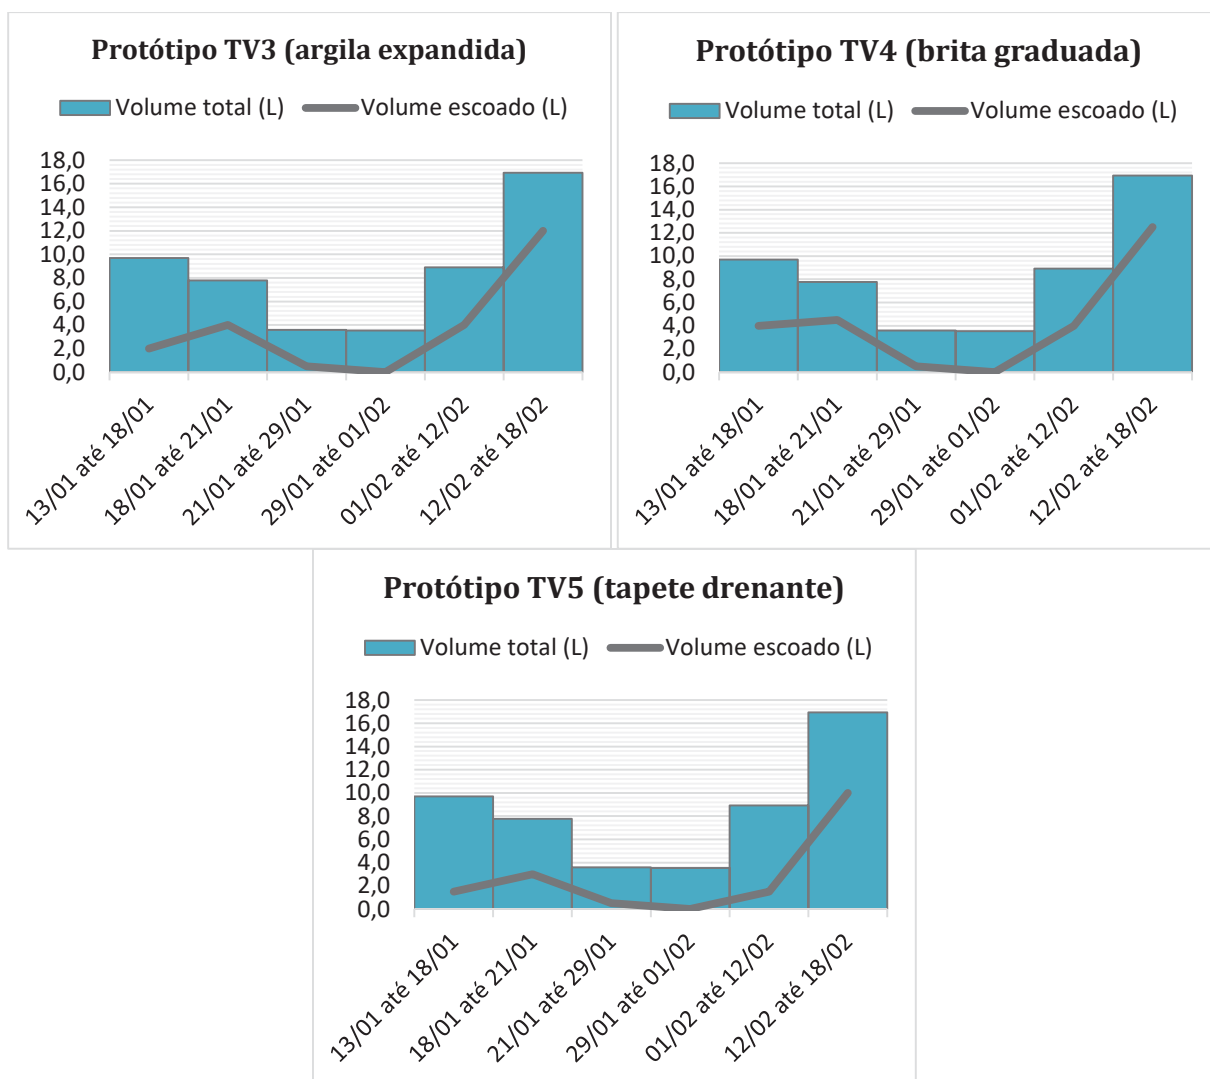 Protótipo TV3 (argila expandida)
Volume total (L) Volume escoado (L)
18,0
16,0
14,0
12,0
10,0
8,0
6,0
4,0
2,0
0,0
13/01 até 18/01
18/01 até 21/01
21/01 até 29/01
29/01 até 01/02
01/02 até 12/02
12/02 até 18/02
Protótipo TV4 (brita graduada)
Volume total (L) Volume escoado (L)
18,0
16,0
14,0
12,0
10,0
8,0
6,0
4,0
2,0
0,0
13/01 até 18/01
18/01 até 21/01
21/01 até 29/01
29/01 até 01/02
01/02 até 12/02
12/02 até 18/02
Protótipo TV5 (tapete drenante)
Volume total (L) Volume escoado (L)
18,0
16,0
14,0
12,0
10,0
8,0
6,0
4,0
2,0
0,0
13/01 até 18/01
18/01 até 21/01
21/01 até 29/01
29/01 até 01/02
01/02 até 12/02
12/02 até 18/02